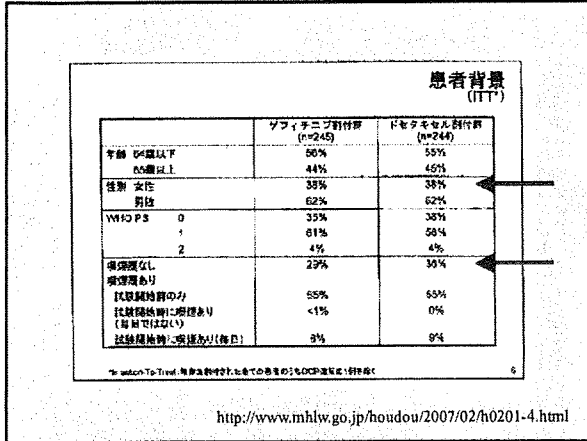 患者背景
(ITT*)
ゲフィチニブ割付群 ドセタキセル割付群
(n=245) (n=244)
年齢 64歳以下 56% 55%
65歳以上 44% 45%
性別 女性 38% 38%
男性 62% 62%
WHO PS 0 35% 38%
1 61% 58%
2 4% 4%
喫煙歴なし 29% 36%
喫煙歴あり
試験開始前のみ 65% 55%
試験開始時に喫煙あり <1% 0%
(毎日ではない)
試験開始時に喫煙あり(毎日) 6% 9%
6
http://www.mhlw.go.jp/houdou/2007/02/h0201-4.html